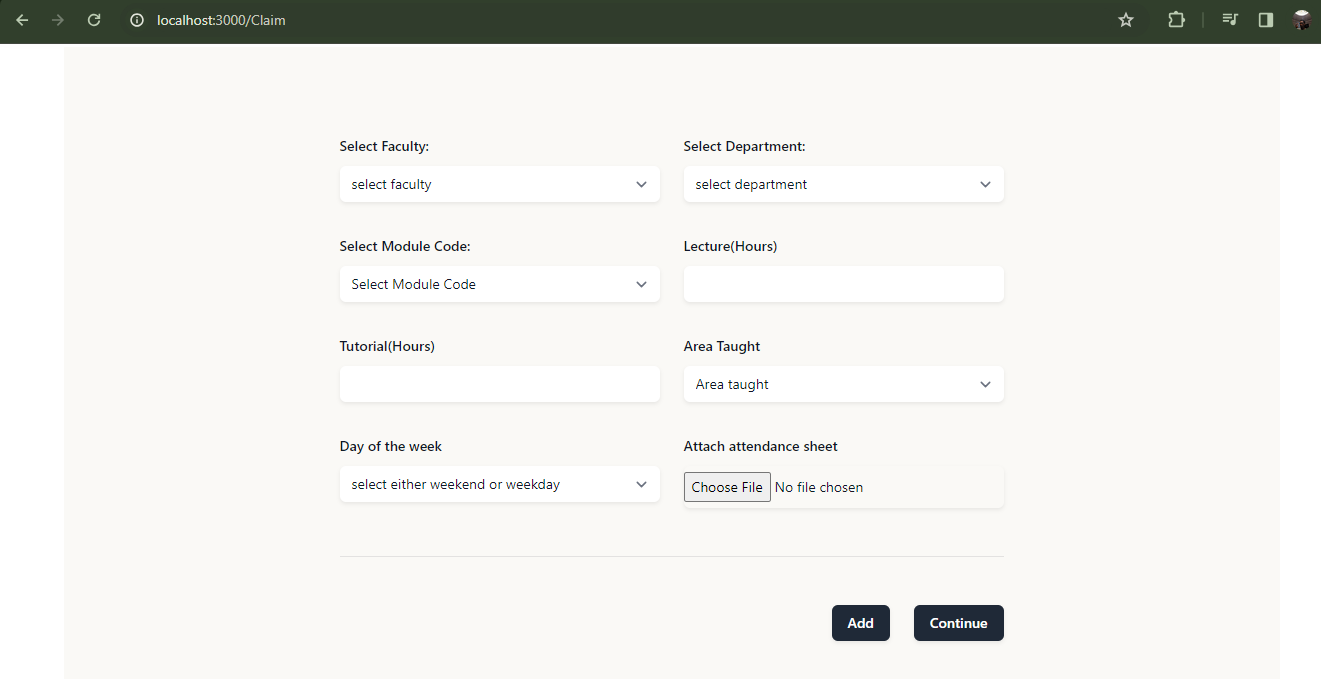 localhost:3000/Claim
Select Faculty: Select Department:
select faculty select department
Select Module Code: Lecture(Hours)
Select Module Code
Tutorial(Hours) Area Taught
Area taught
Day of the week Attach attendance sheet
select either weekend or weekday Choose File No file chosen
Add Continue